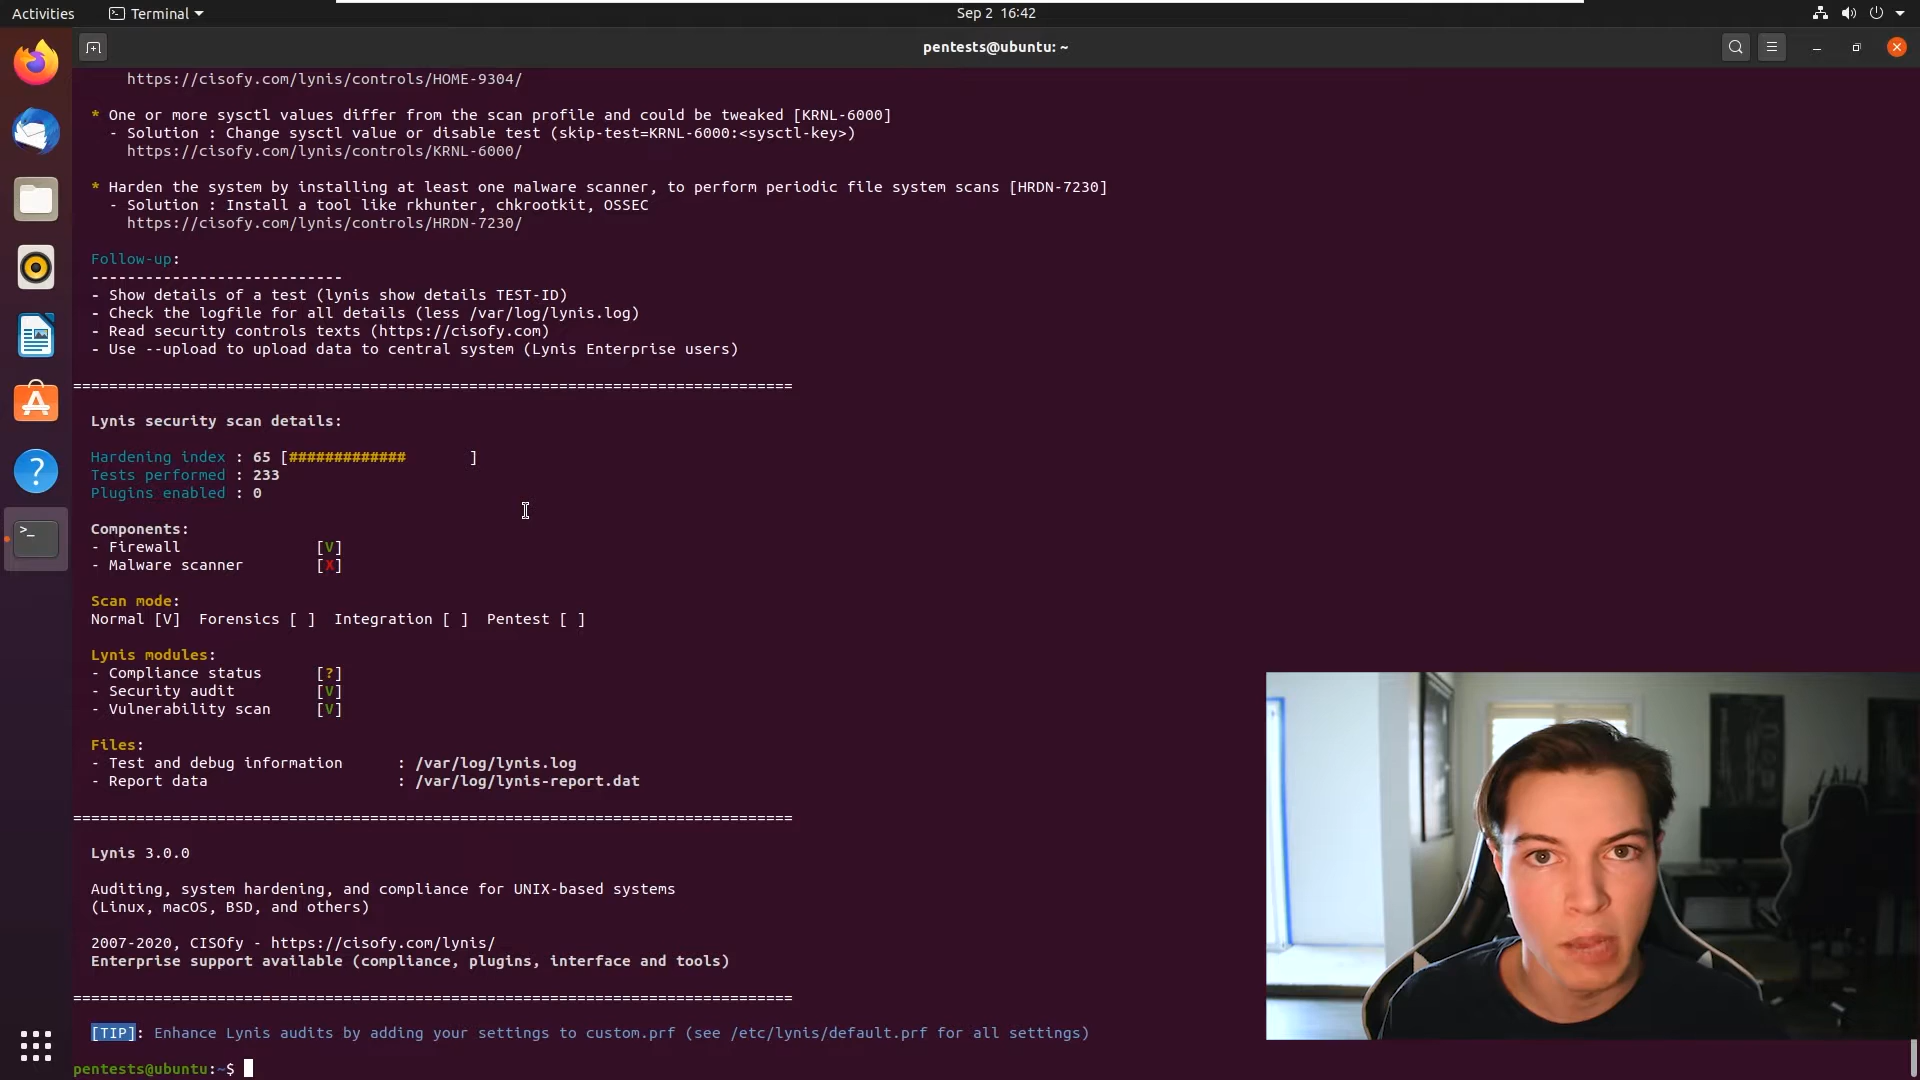 Activities
Terminal
Sep 2 16:42
pentests@ubuntu: ~
https://cisofy.com/lynis/controls/HOME-9304/
* One or more sysctl values differ from the scan profile and could be tweaked [KRNL-6000]
- Solution : Change sysctl value or disable test (skip-test=KRNL-6000:<sysctl-key>)
https://cisofy.com/lynis/controls/KRNL-6000/
* Harden the system by installing at least one malware scanner, to perform periodic file system scans [HRDN-7230]
- Solution : Install a tool like rkhunter, chkrootkit, OSSEC
https://cisofy.com/lynis/controls/HRDN-7230/
Follow-up:
----------------------------
- Show details of a test (lynis show details TEST-ID)
- Check the logfile for all details (less /var/log/lynis.log)
- Read security controls texts (https://cisofy.com)
- Use --upload to upload data to central system (Lynis Enterprise users)
================================================================================
Lynis security scan details:
Hardening index : 65 [#############       ]
Tests performed : 233
Plugins enabled : 0
Components:
- Firewall [V]
- Malware scanner [X]
Scan mode:
Normal [V] Forensics [ ] Integration [ ] Pentest [ ]
Lynis modules:
- Compliance status [?]
- Security audit [V]
- Vulnerability scan [V]
Files:
- Test and debug information : /var/log/lynis.log
- Report data : /var/log/lynis-report.dat
================================================================================
Lynis 3.0.0
Auditing, system hardening, and compliance for UNIX-based systems
(Linux, macOS, BSD, and others)
2007-2020, CISOfy - https://cisofy.com/lynis/
Enterprise support available (compliance, plugins, interface and tools)
================================================================================
[TIP]: Enhance Lynis audits by adding your settings to custom.prf (see /etc/lynis/default.prf for all settings)
pentests@ubuntu:~$